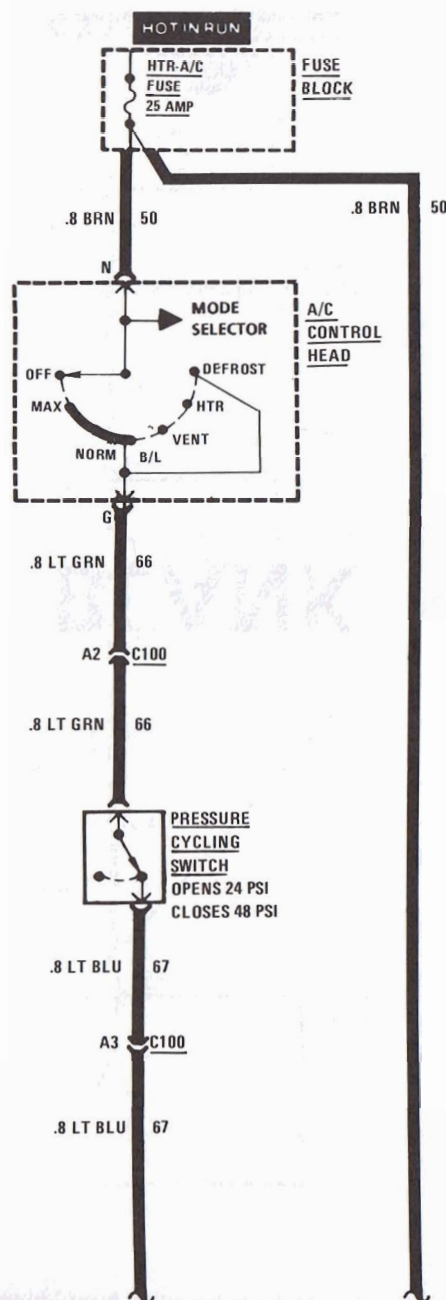 HOT IN RUN
HTR-A/C
FUSE
25 AMP
FUSE
BLOCK
.8 BRN 50
.8 BRN 50
N
MODE
SELECTOR
A/C
CONTROL
HEAD
OFF
DEFROST
MAX
HTR
VENT
NORM
B/L
G
.8 LT GRN 66
A2 C100
.8 LT GRN 66
PRESSURE
CYCLING
SWITCH
OPENS 24 PSI
CLOSES 48 PSI
.8 LT BLU 67
A3 C100
.8 LT BLU 67